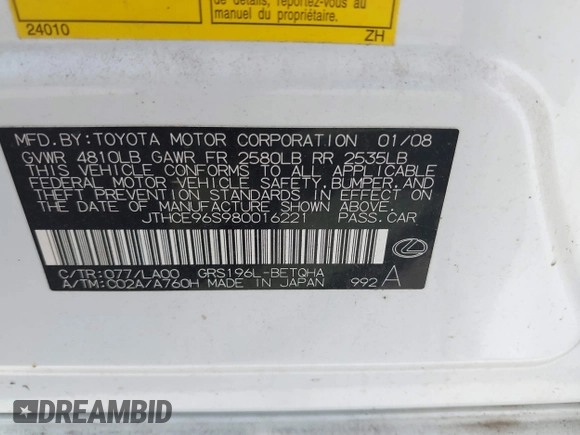 de détails, reportez-vous au
manuel du propriétaire.
24010 ZH
MFD.BY:TOYOTA MOTOR CORPORATION 01/08
GVWR 4810LB GAWR FR 2580LB RR 2535LB
THIS VEHICLE CONFORMS TO ALL APPLICABLE
FEDERAL MOTOR VEHICLE SAFETY,BUMPER,AND
THEFT PREVENTION STANDARDS IN EFFECT ON
THE DATE OF MANUFACTURE SHOWN ABOVE.
JTHCE96S980016221 PASS.CAR
C/TR:077/LA00 GRS196L-BETQHA
A/TM:C02A/A760H MADE IN JAPAN 992 A
DREAMBID